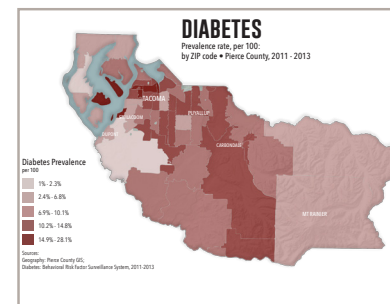 DIABETES
Prevalence rate, per 100:
by ZIP code • Pierce County, 2011 - 2013
TACOMA
PUYALLUP
DUPONT
CARBONADO
MT RAINIER
Diabetes Prevalence
per 100
1% - 2.3%
2.4% - 6.8%
6.9% - 10.1%
10.2% - 14.8%
14.9% - 28.1%
Sources:
Geography: Pierce County GIS;
Diabetes: Behavioral Risk Factor Surveillance System, 2011-2013